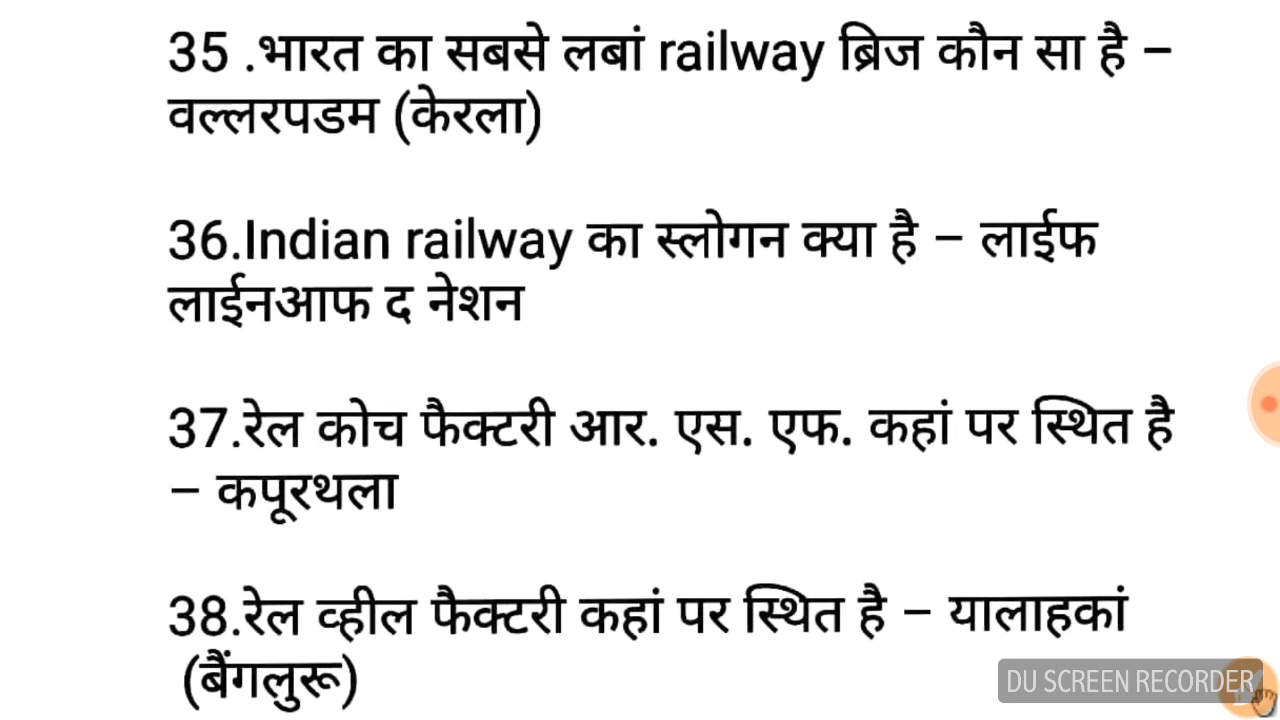 35 .भारत का सबसे लबां railway ब्रिज कौन सा है –
वल्लरपडम (केरला)
36.Indian railway का स्लोगन क्या है – लाईफ
लाईनआफ द नेशन
37.रेल कोच फैक्टरी आर. एस. एफ. कहां पर स्थित है
– कपूरथला
38.रेल व्हील फैक्टरी कहां पर स्थित है – यालाहकां
(बैंगलुरू)
DU SCREEN RECORDER